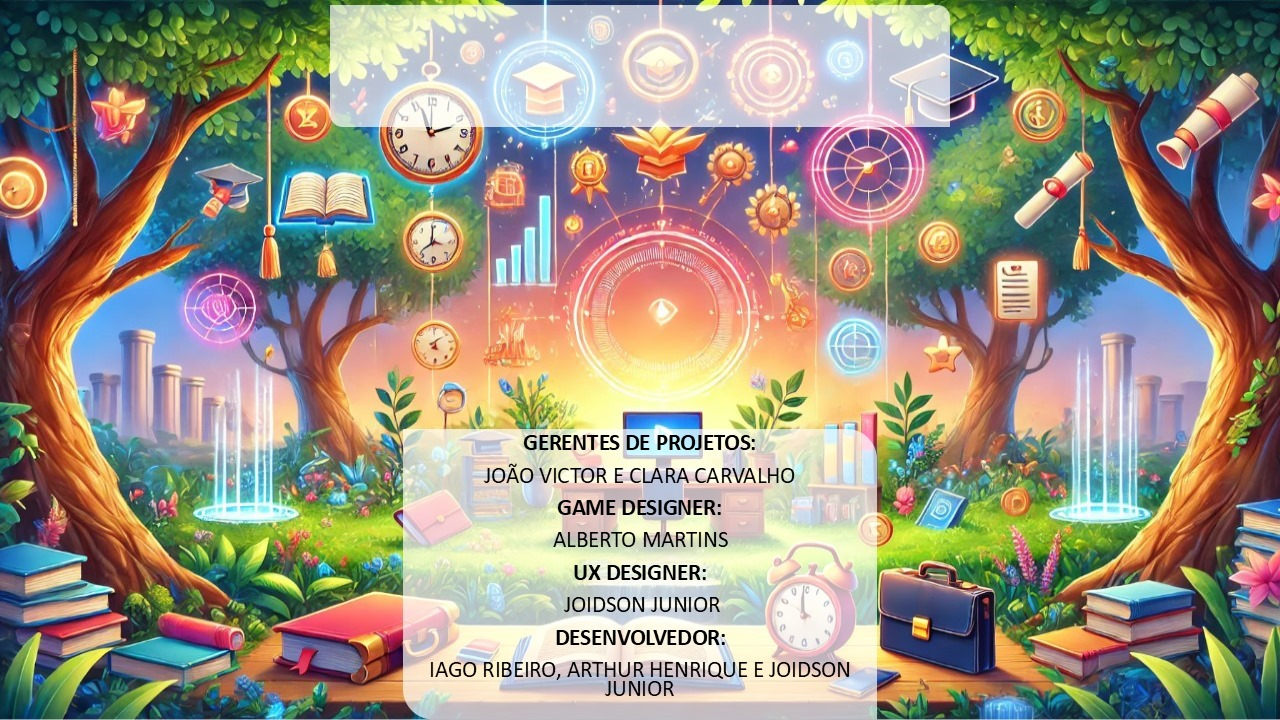 GERENTES DE PROJETOS:
JOÃO VICTOR E CLARA CARVALHO
GAME DESIGNER:
ALBERTO MARTINS
UX DESIGNER:
JOIDSON JUNIOR
DESENVOLVEDOR:
IAGO RIBEIRO, ARTHUR HENRIQUE E JOIDSON
JUNIOR